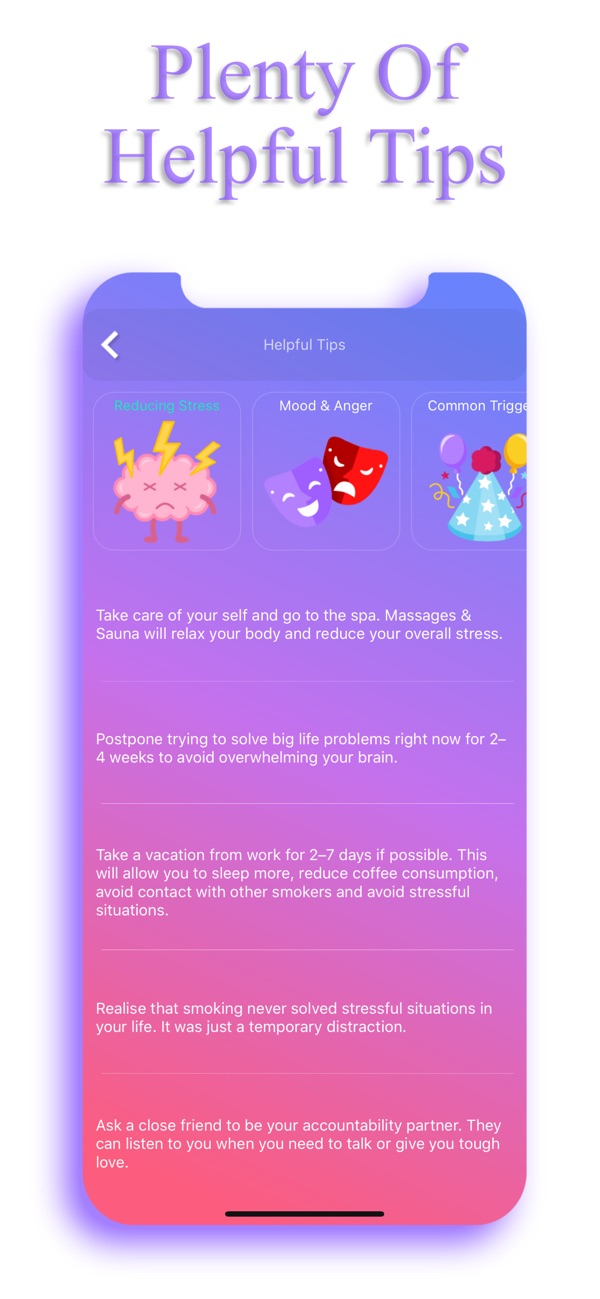 Plenty Of
Helpful Tips
Helpful Tips
Reducing Stress
Mood & Anger
Common Trigge
Take care of your self and go to the spa. Massages &
Sauna will relax your body and reduce your overall stress.
Postpone trying to solve big life problems right now for 2–
4 weeks to avoid overwhelming your brain.
Take a vacation from work for 2–7 days if possible. This
will allow you to sleep more, reduce coffee consumption,
avoid contact with other smokers and avoid stressful
situations.
Realise that smoking never solved stressful situations in
your life. It was just a temporary distraction.
Ask a close friend to be your accountability partner. They
can listen to you when you need to talk or give you tough
love.